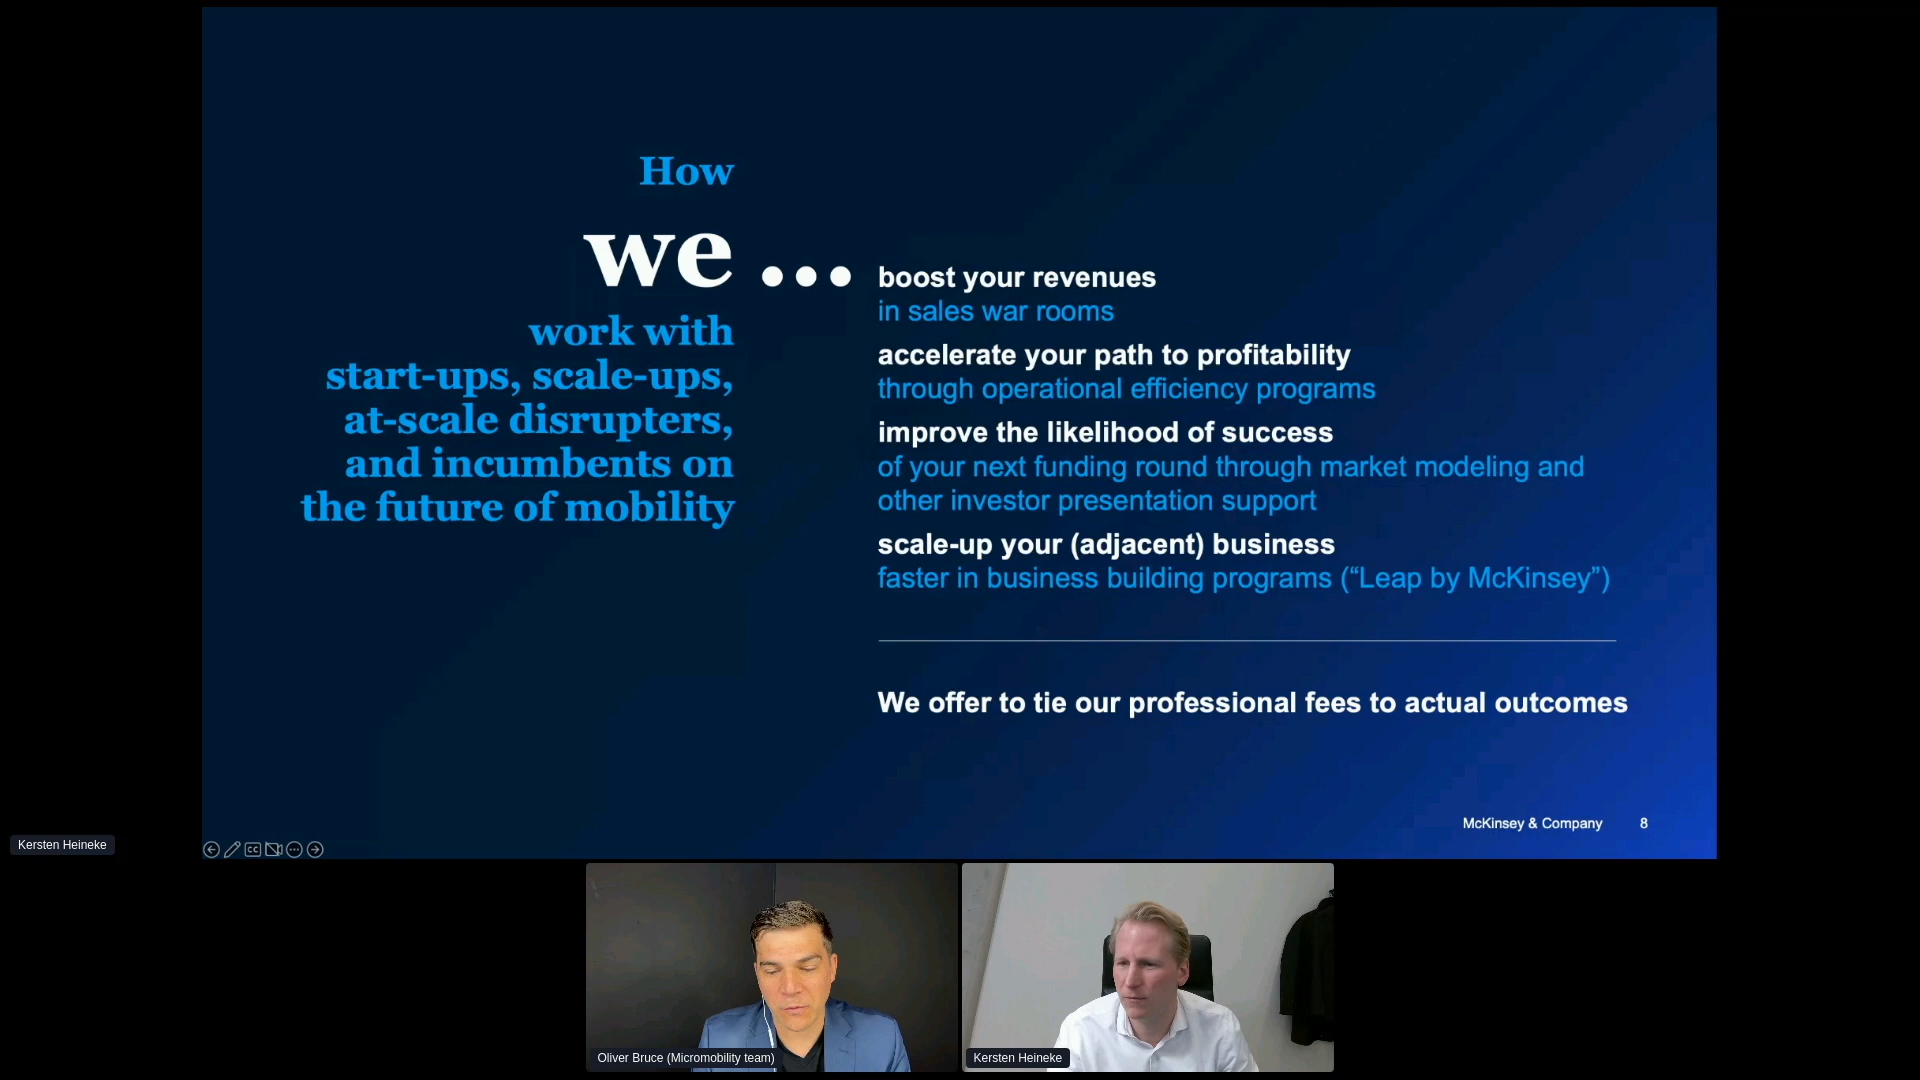 How
we ...
work with
start-ups, scale-ups,
at-scale disrupters,
and incumbents on
the future of mobility
boost your revenues
in sales war rooms
accelerate your path to profitability
through operational efficiency programs
improve the likelihood of success
of your next funding round through market modeling and
other investor presentation support
scale-up your (adjacent) business
faster in business building programs (“Leap by McKinsey”)
We offer to tie our professional fees to actual outcomes
McKinsey & Company 8
Kersten Heineke
CC
Oliver Bruce (Micromobility team)
Kersten Heineke